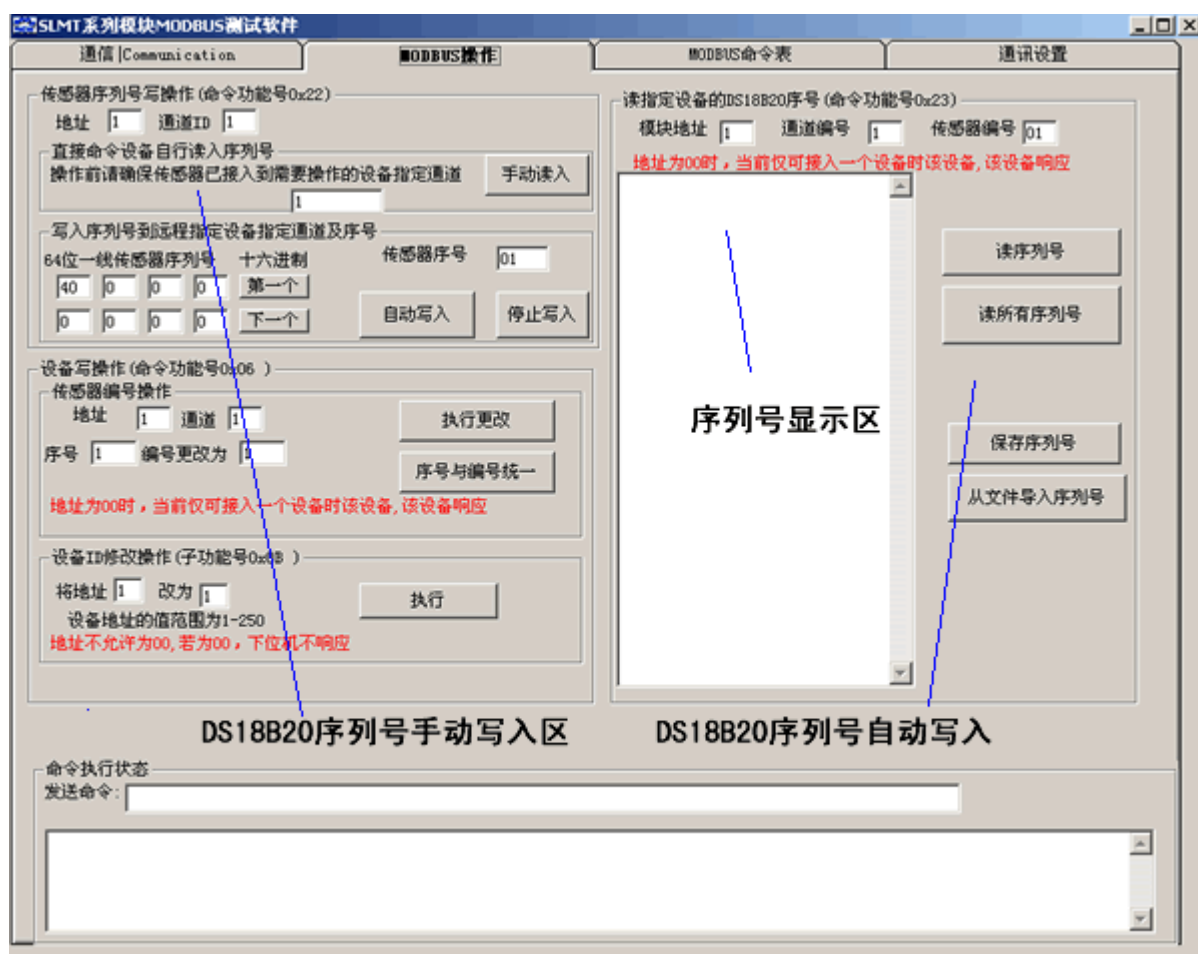 SLMT系列模块MODBUS测试软件
通信|Communication
MODBUS操作
MODBUS命令表
通讯设置
传感器序列号写操作(命令功能号0x22)
地址 1 通道ID 1
直接命令设备自行读入序列号
操作前请确保传感器已接入到需要操作的设备指定通道
手动读入
1
写入序列号到远程指定设备指定通道及序号
64位一线传感器序列号 十六进制
传感器序号 01
40 0 0 0 第一个
0 0 0 0 下一个
自动写入 停止写入
设备写操作(命令功能号0x06 )
传感器编号操作
地址 1 通道 1
执行更改
序号 1 编号更改为 1
序号与编号统一
地址为00时，当前仅可接入一个设备时该设备,该设备响应
设备ID修改操作(子功能号0x0B )
将地址 1 改为 1
执行
设备地址的值范围为1-250
地址不允许为00,若为00，下位机不响应
DS18B20序列号手动写入区
读指定设备的DS18B20序号(命令功能号0x23)
模块地址 1 通道编号 1 传感器编号 01
地址为00时，当前仅可接入一个设备时该设备,该设备响应
序列号显示区
读序列号
读所有序列号
保存序列号
从文件导入序列号
DS18B20序列号自动写入
命令执行状态
发送命令: